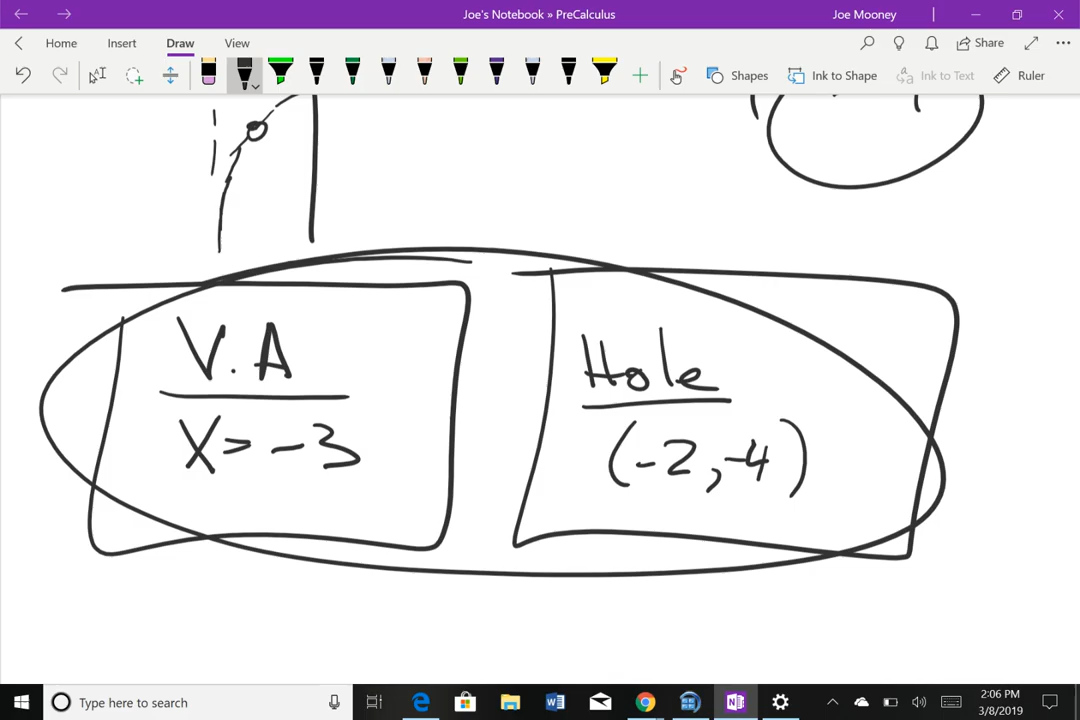 Joe's Notebook » PreCalculus
Joe Mooney
Home Insert Draw View
Share
Shapes Ink to Shape Ink to Text Ruler
V.A
X = -3
Hole
(-2, -4)
Type here to search
2:06 PM
3/8/2019